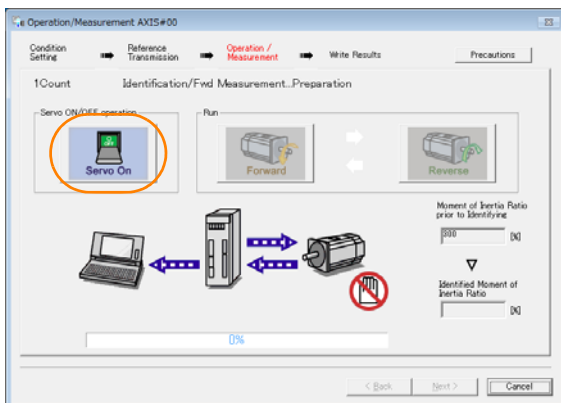 Operation/Measurement AXIS#00
Condition Setting
Reference Transmission
Operation / Measurement
Write Results
Precautions
1Count Identification/Fwd Measurement...Preparation
Servo ON/OFF operation
Run
Servo On
Forward
Reverse
Moment of Inertia Ratio
prior to Identifying
300 [%]
Identified Moment of
Inertia Ratio
[%]
0%
< Back
Next >
Cancel